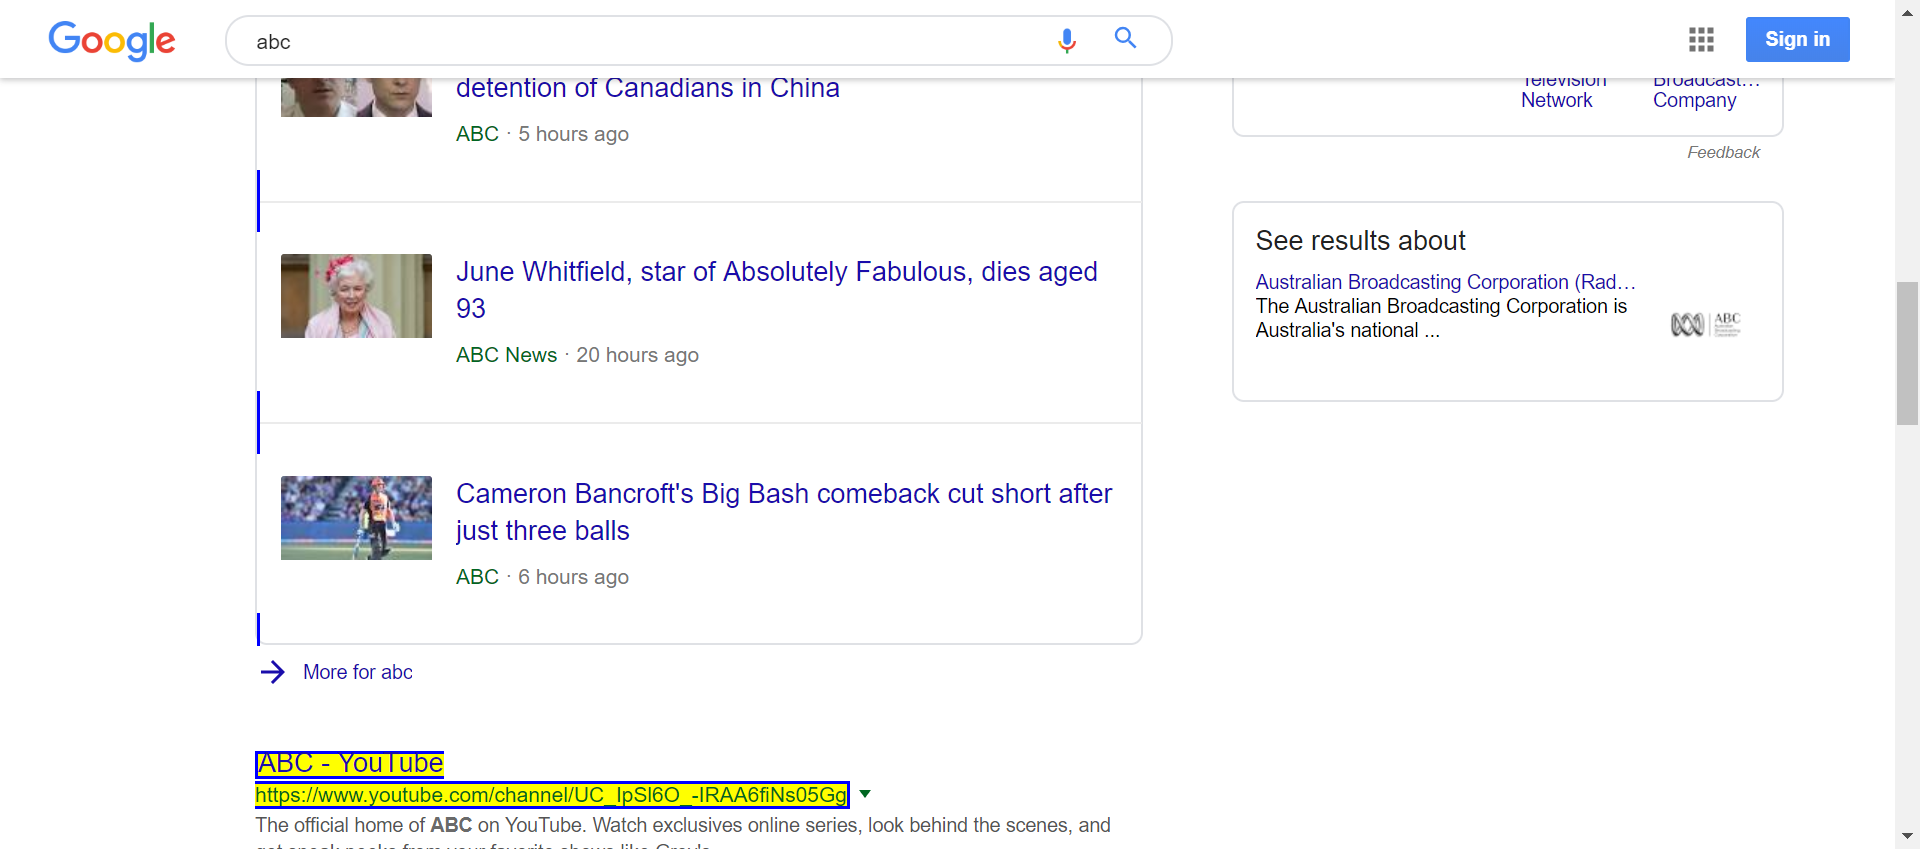 Google
abc
Sign in
detention of Canadians in China
ABC · 5 hours ago
June Whitfield, star of Absolutely Fabulous, dies aged
93
ABC News · 20 hours ago
Cameron Bancroft's Big Bash comeback cut short after
just three balls
ABC · 6 hours ago
More for abc
ABC - YouTube
https://www.youtube.com/channel/UC_IpSl6O_-IRAA6fiNs05Gg
The official home of ABC on YouTube. Watch exclusives online series, look behind the scenes, and
Television
Network
Broadcast...
Company
Feedback
See results about
Australian Broadcasting Corporation (Rad...
The Australian Broadcasting Corporation is
Australia's national ...
ABC